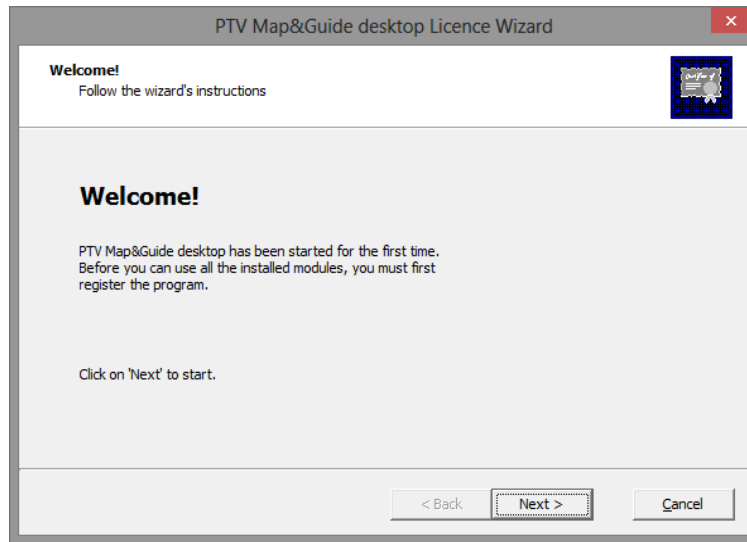 PTV Map&Guide desktop Licence Wizard
Welcome!
Follow the wizard's instructions
Welcome!
PTV Map&Guide desktop has been started for the first time.
Before you can use all the installed modules, you must first
register the program.
Click on 'Next' to start.
< Back
Next >
Cancel